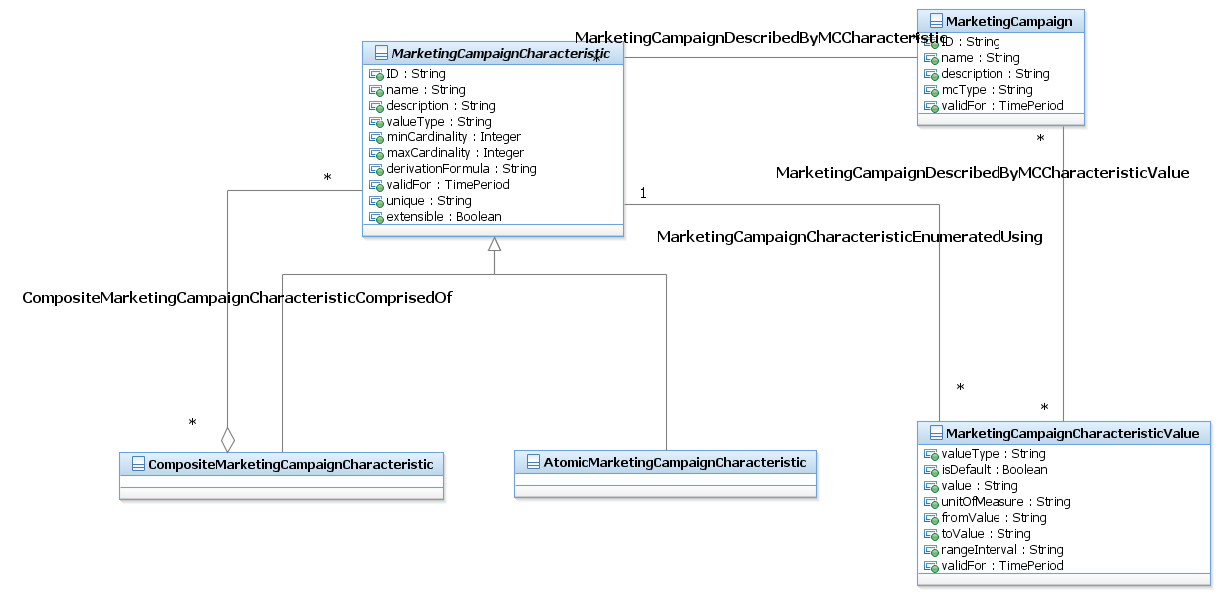 MarketingCampaign
ID : String
name : String
description : String
mcType : String
validFor : TimePeriod
MarketingCampaignDescribedByMCCharacteristic
*
*
MarketingCampaignCharacteristic
ID : String
name : String
description : String
valueType : String
minCardinality : Integer
maxCardinality : Integer
derivationFormula : String
validFor : TimePeriod
unique : String
extensible : Boolean
*
MarketingCampaignDescribedByMCCharacteristicValue
*
1
MarketingCampaignCharacteristicEnumeratedUsing
CompositeMarketingCampaignCharacteristicComprisedOf
*
*
*
CompositeMarketingCampaignCharacteristic
AtomicMarketingCampaignCharacteristic
MarketingCampaignCharacteristicValue
valueType : String
isDefault : Boolean
value : String
unitOfMeasure : String
fromValue : String
toValue : String
rangeInterval : String
validFor : TimePeriod